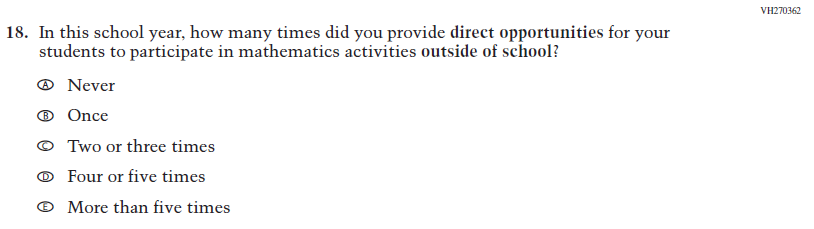 VH270362
18. In this school year, how many times did you provide direct opportunities for your
students to participate in mathematics activities outside of school?
A Never
B Once
C Two or three times
D Four or five times
E More than five times